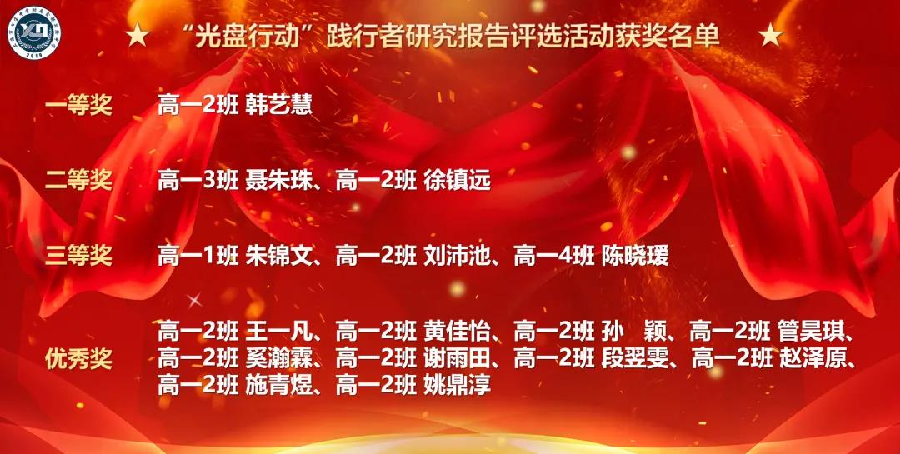 “光盘行动”践行者研究报告评选活动获奖名单
一等奖 高一2班 韩艺慧
二等奖 高一3班 聂朱珠、高一2班 徐镇远
三等奖 高一1班 朱锦文、高一2班 刘沛池、高一4班 陈晓瑗
优秀奖
高一2班 王一凡、高一2班 黄佳怡、高一2班 孙 颖、高一2班 管昊琪、
高一2班 奚瀚霖、高一2班 谢雨田、高一2班 段翌雯、高一2班 赵泽原、
高一2班 施青煜、高一2班 姚鼎淳